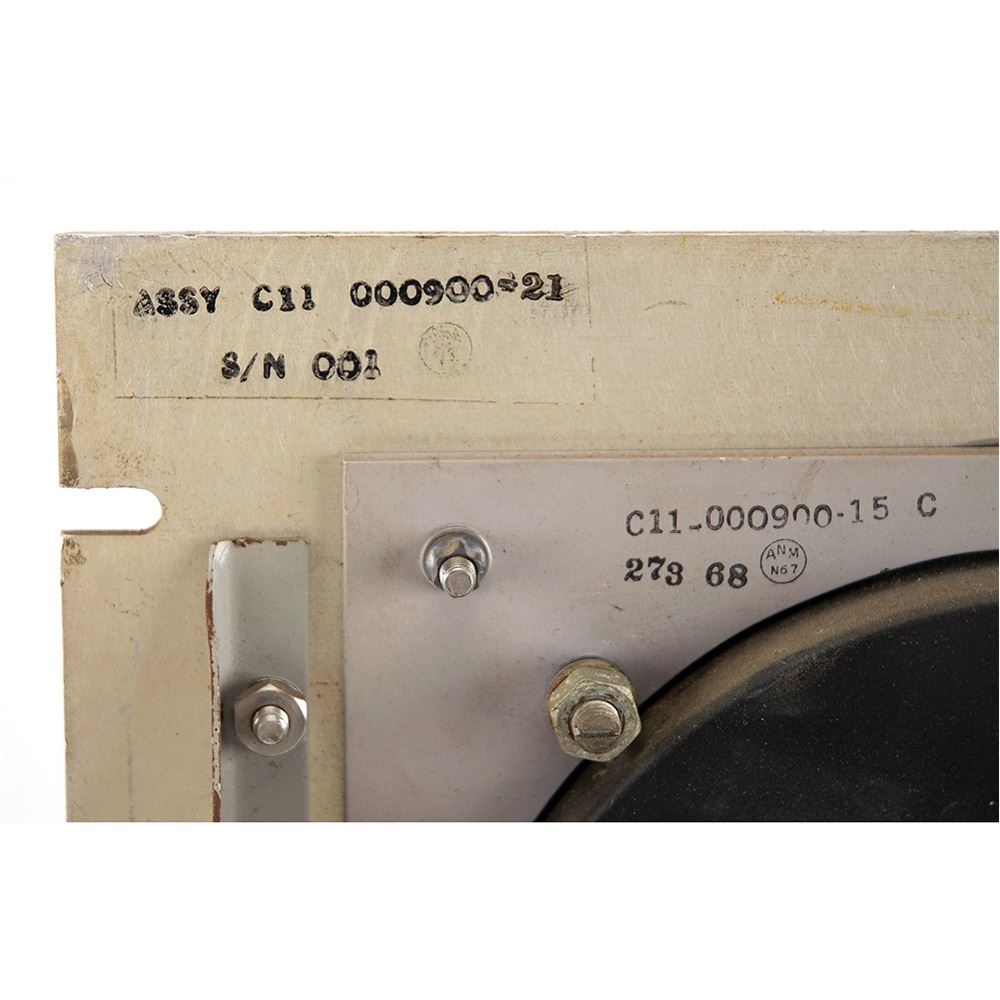 ASSY C11 000900-21
S/N 001
C11-000900-15 C
273 68
ANM
N67